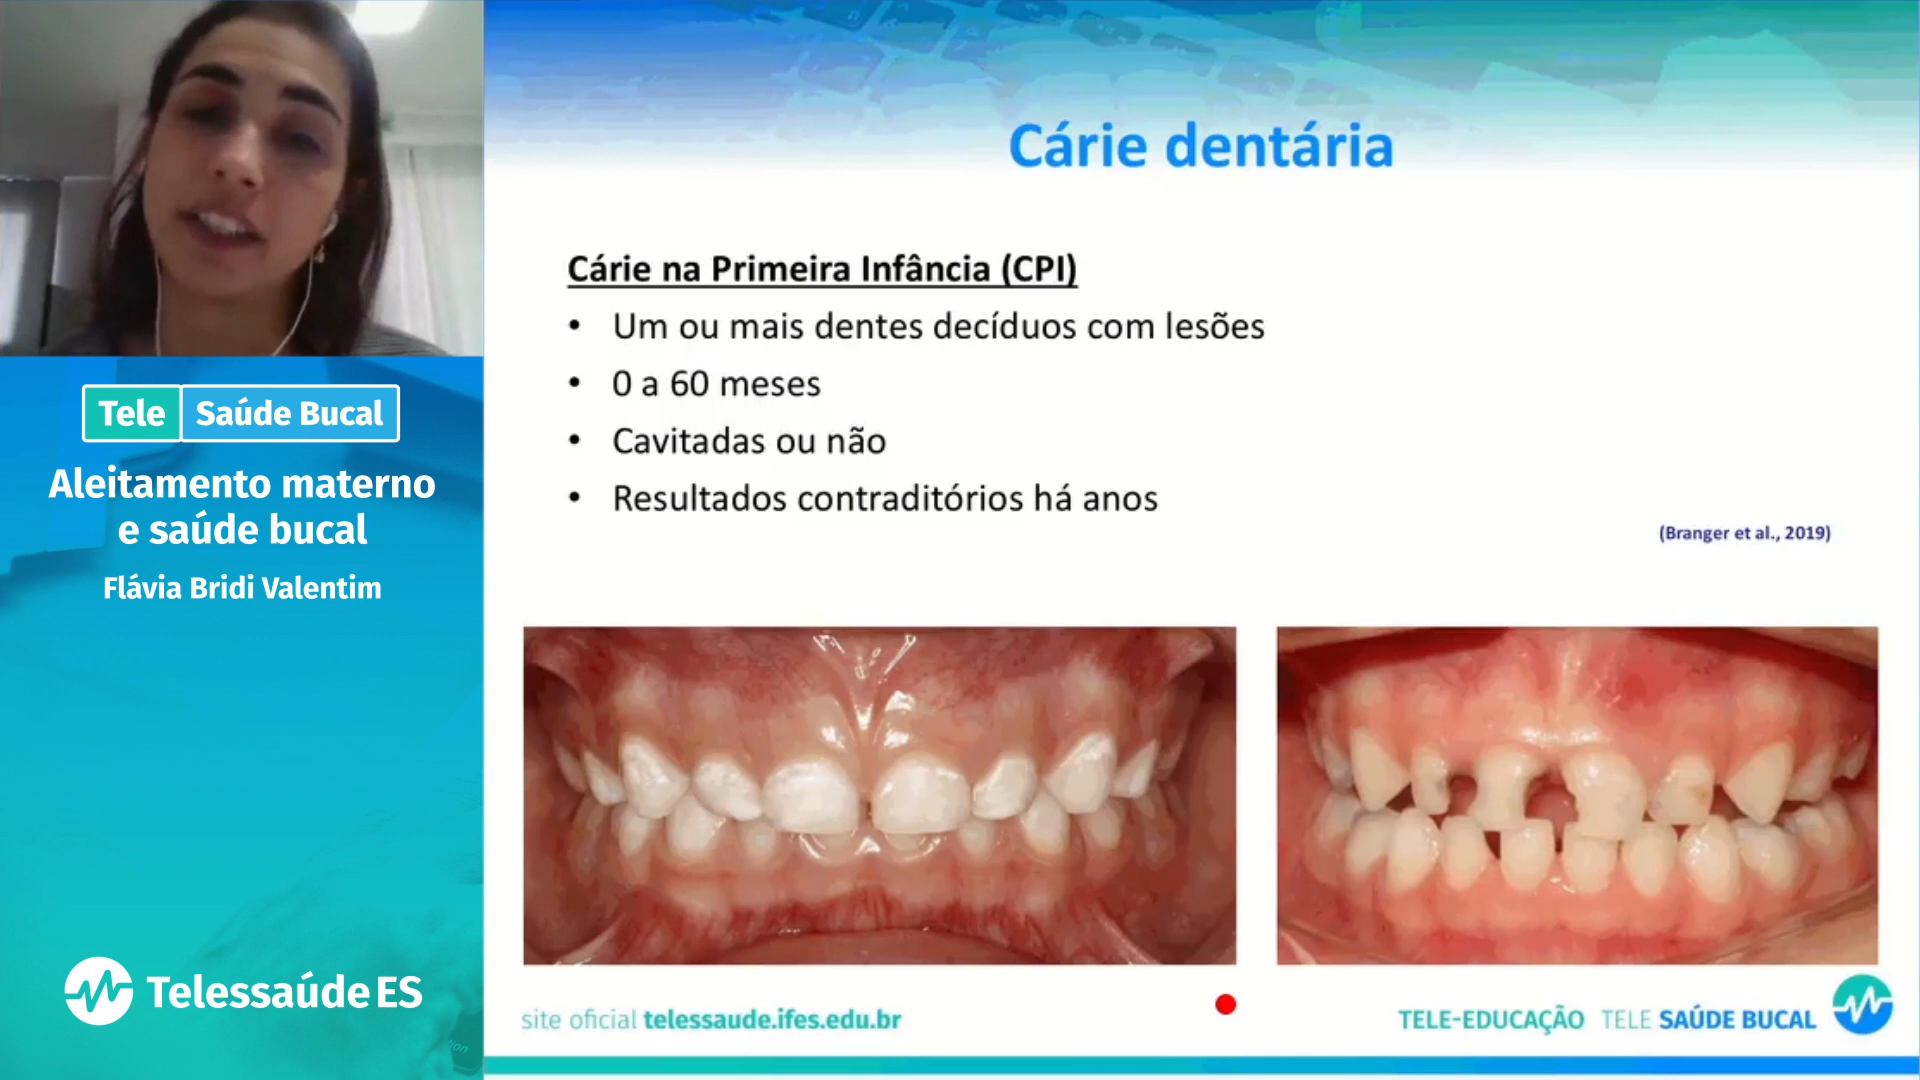 Tele Saúde Bucal
Aleitamento materno
e saúde bucal
Flávia Bridi Valentim
TelessaúdeES
Cárie dentária
Cárie na Primeira Infância (CPI)
• Um ou mais dentes decíduos com lesões
• 0 a 60 meses
• Cavitadas ou não
• Resultados contraditórios há anos
(Branger et al., 2019)
site oficial telessaude.ifes.edu.br
TELE-EDUCAÇÃO TELE SAÚDE BUCAL